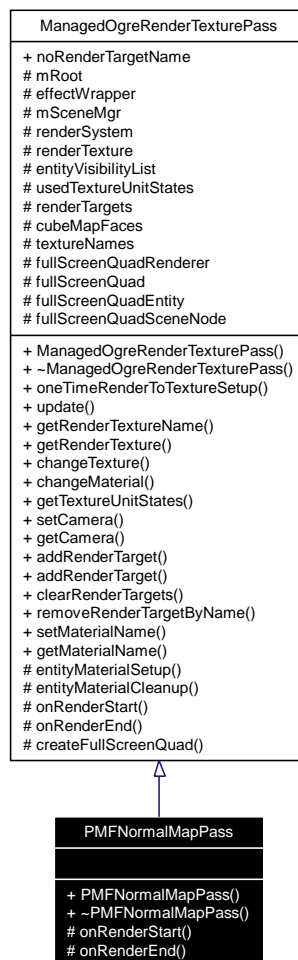 ManagedOgreRenderTexturePass
+ noRenderTargetName
# mRoot
# effectWrapper
# mSceneMgr
# renderSystem
# renderTexture
# entityVisibilityList
# usedTextureUnitStates
# renderTargets
# cubeMapFaces
# textureNames
# fullScreenQuadRenderer
# fullScreenQuad
# fullScreenQuadEntity
# fullScreenQuadSceneNode
+ ManagedOgreRenderTexturePass()
+ ~ManagedOgreRenderTexturePass()
+ oneTimeRenderToTextureSetup()
+ update()
+ getRenderTextureName()
+ getRenderTexture()
+ changeTexture()
+ changeMaterial()
+ getTextureUnitStates()
+ setCamera()
+ getCamera()
+ addRenderTarget()
+ addRenderTarget()
+ clearRenderTargets()
+ removeRenderTargetByName()
+ setMaterialName()
+ getMaterialName()
# entityMaterialSetup()
# entityMaterialCleanup()
# onRenderStart()
# onRenderEnd()
# createFullScreenQuad()
PMFNormalMapPass
+ PMFNormalMapPass()
+ ~PMFNormalMapPass()
# onRenderStart()
# onRenderEnd()